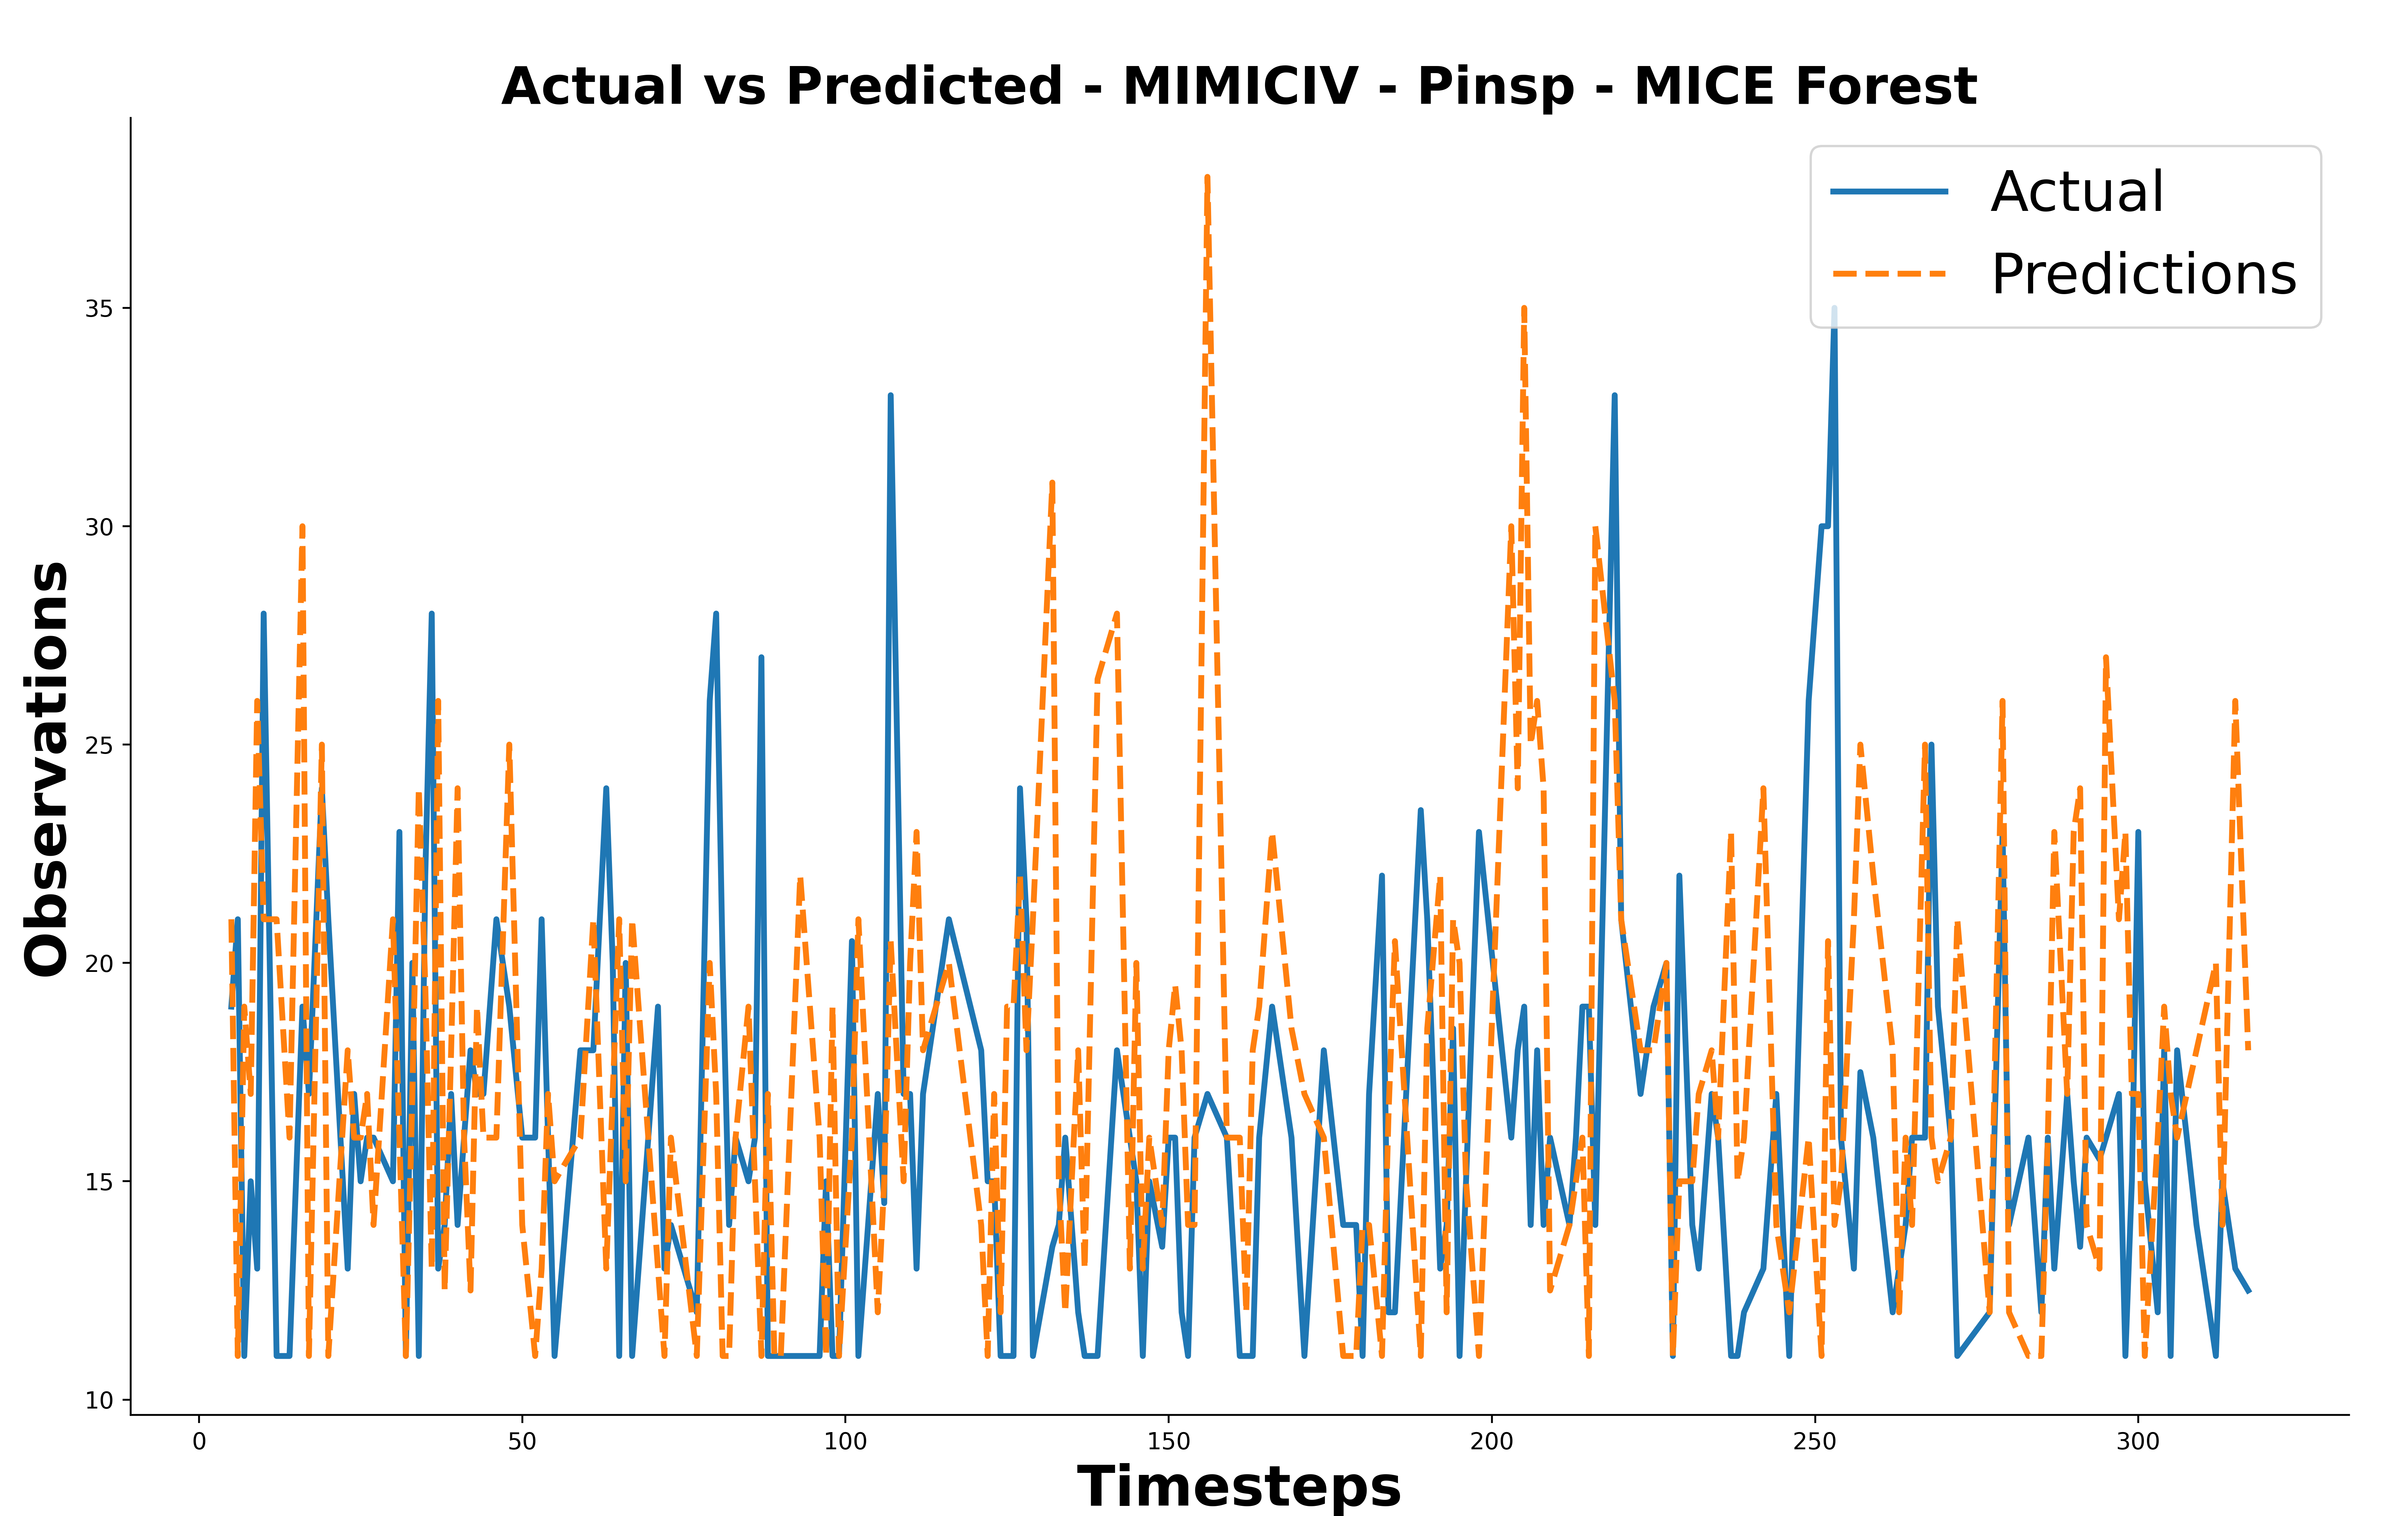 Actual vs Predicted - MIMICIV - Pinsp - MICE Forest
Actual
Predictions
Observations
35
30
25
20
15
10
0 50 100 150 200 250 300
Timesteps